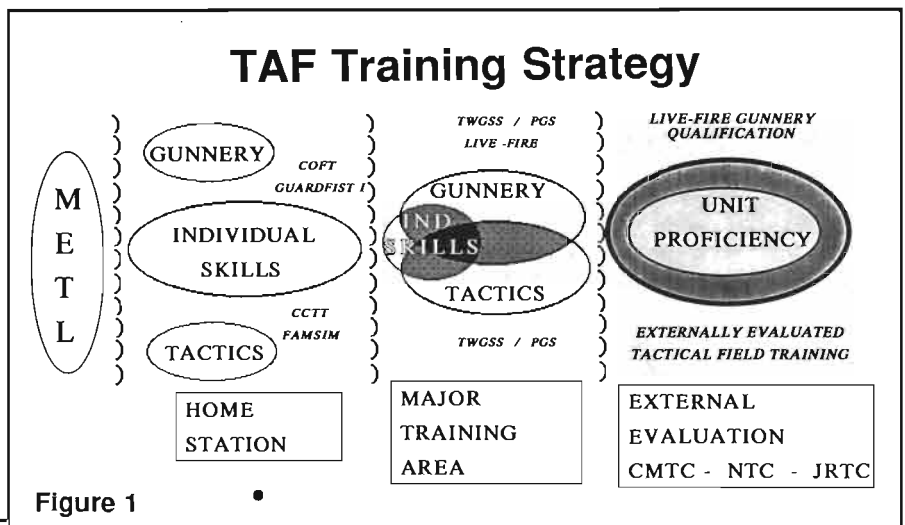 TAF Training Strategy
M
E
T
L
GUNNERY
COFT
GUARDFIST I
INDIVIDUAL
SKILLS
CCTT
FAMSIM
TACTICS
HOME
STATION
TWGSS / PGS
LIVE -FIRE
GUNNERY
IND
SKILLS
TACTICS
TWGSS / PGS
MAJOR
TRAINING
AREA
LIVE-FIRE GUNNERY
QUALIFICATION
UNIT
PROFICIENCY
EXTERNALLY EVALUATED
TACTICAL FIELD TRAINING
EXTERNAL
EVALUATION
CMTC - NTC - JRTC
Figure 1